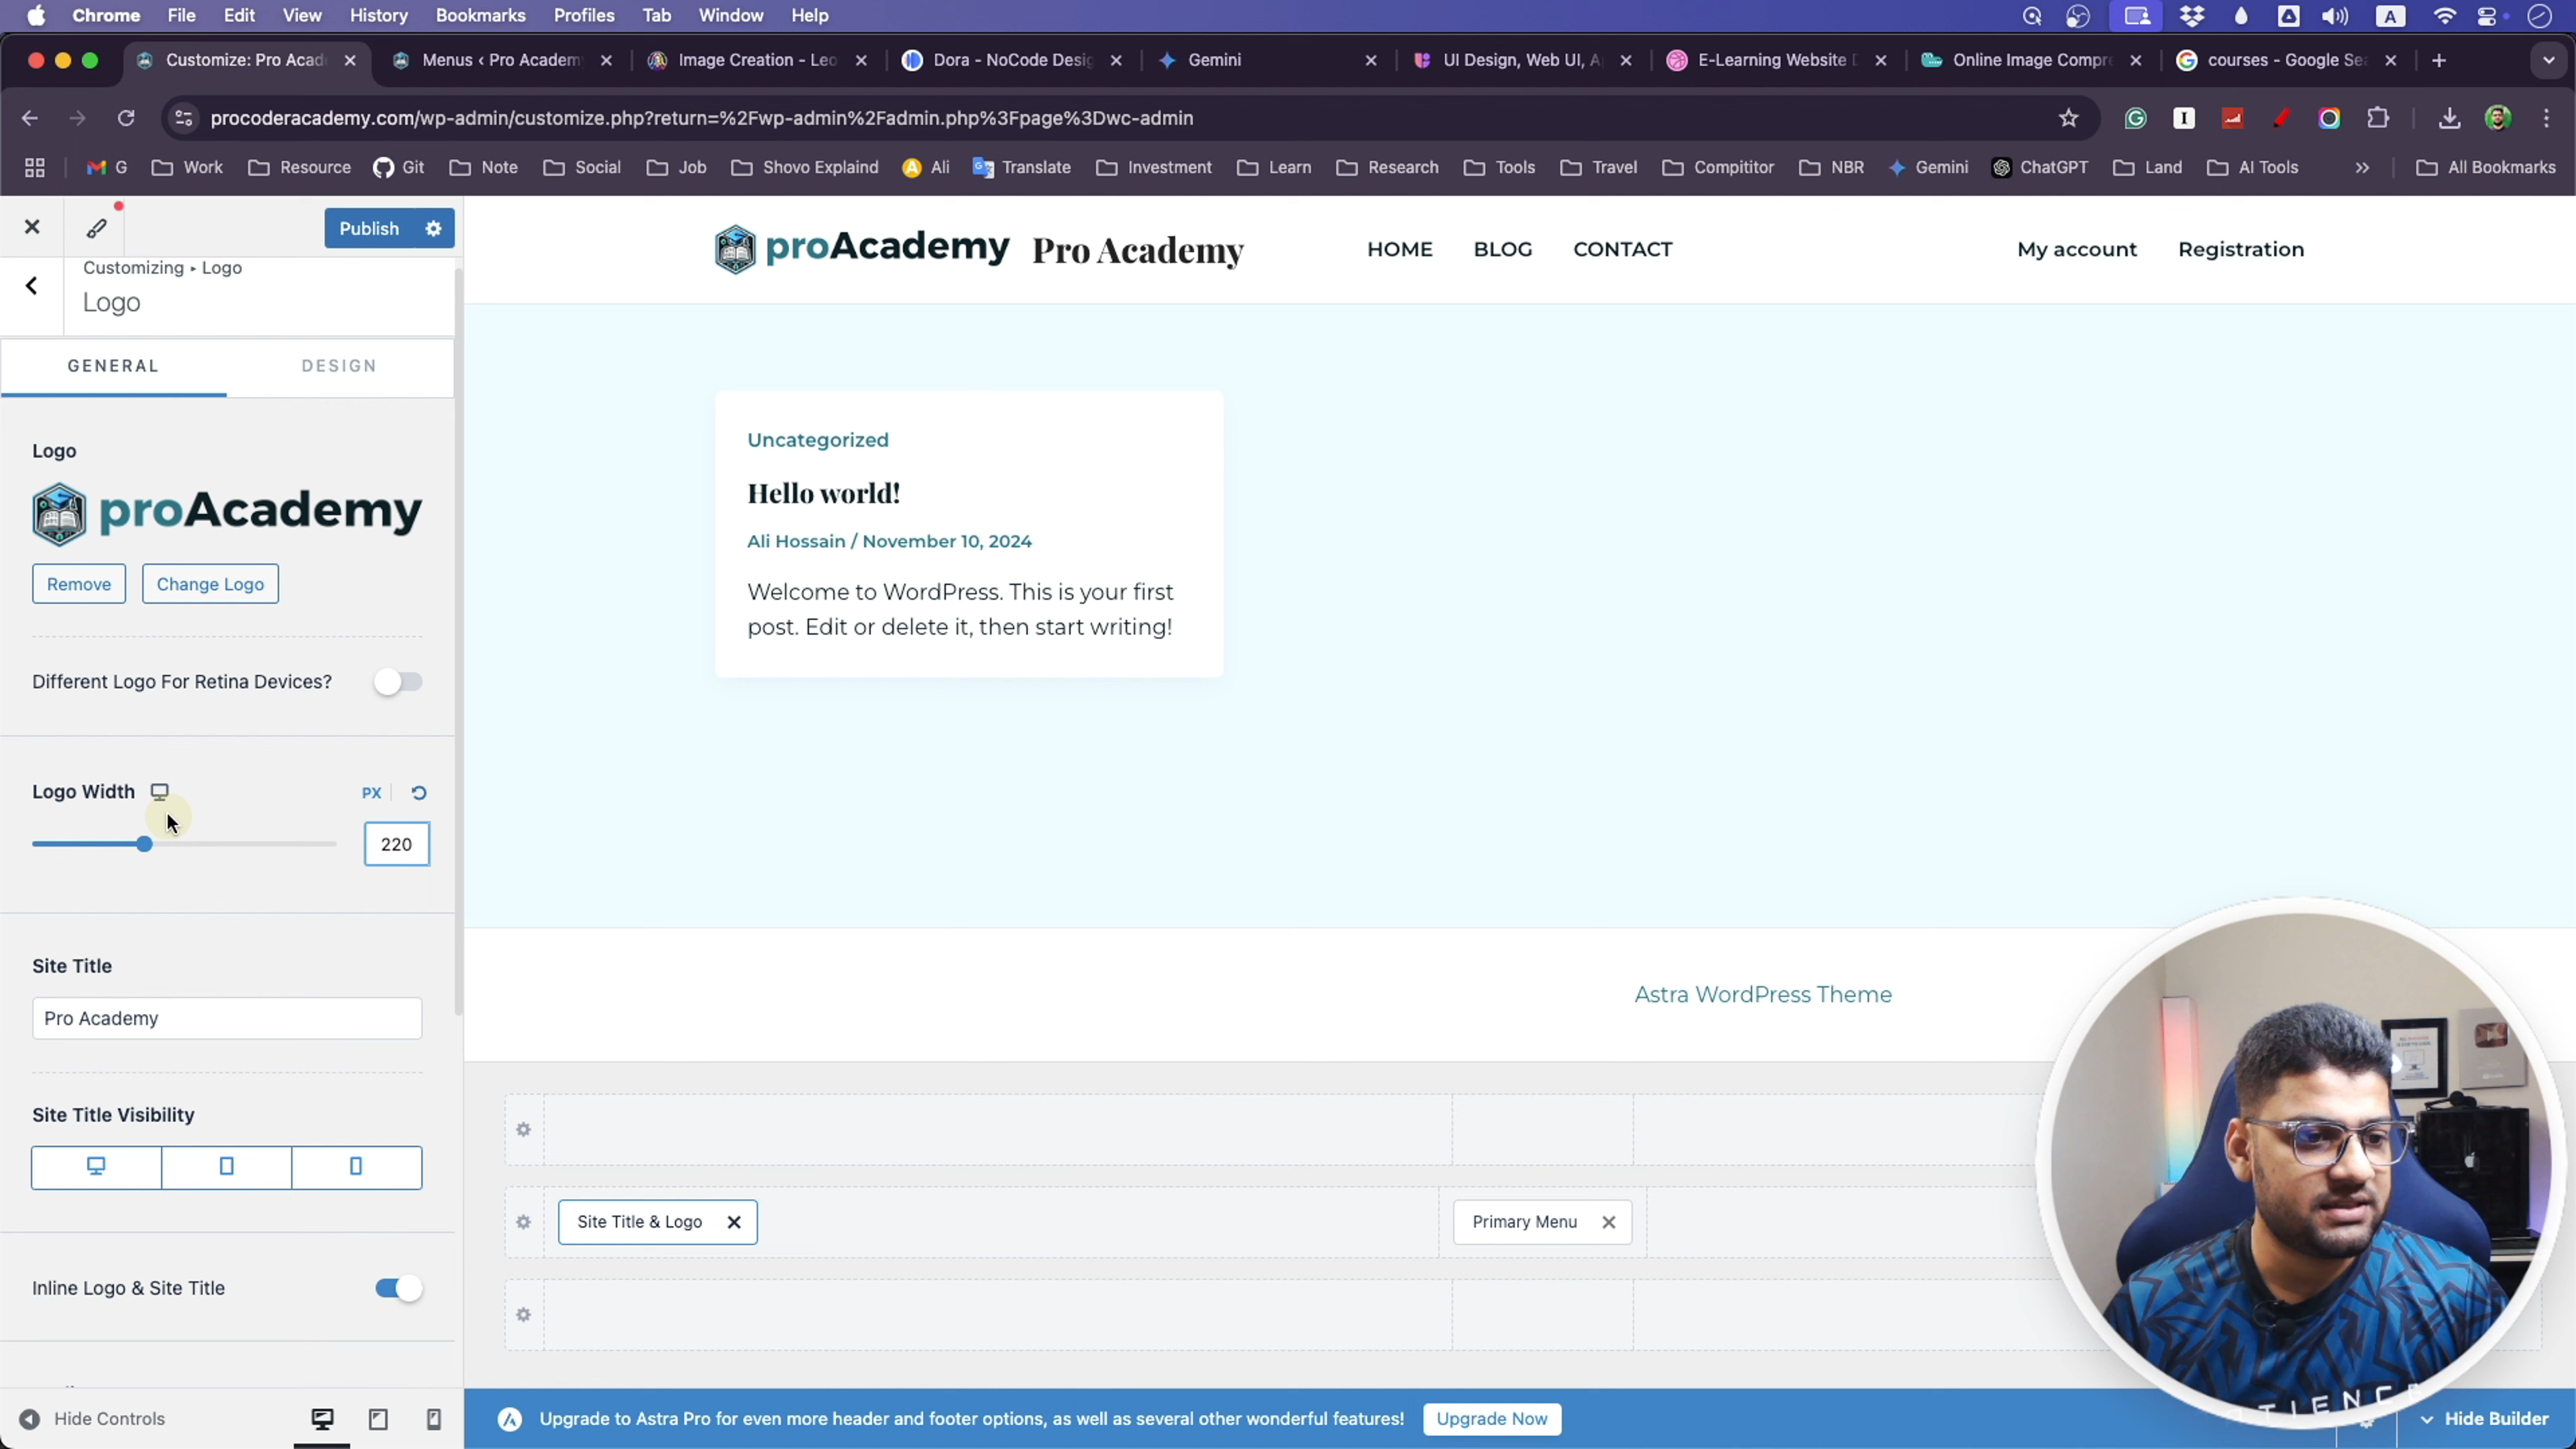 Chrome File Edit View History Bookmarks Profiles Tab Window Help
Customize: Pro Acad Menus ‹ Pro Academ Image Creation - Leo Dora - NoCode Desig Gemini UI Design, Web UI, A E-Learning Website D Online Image Compr courses - Google Sea
procoderacademy.com/wp-admin/customize.php?return=%2Fwp-admin%2Fadmin.php%3Fpage%3Dwc-admin
G Work Resource Git Note Social Job Shovo Explaind Ali Translate Investment Learn Research Tools Travel Compititor NBR Gemini ChatGPT Land AI Tools » All Bookmarks
Publish
Customizing ▸ Logo
Logo
GENERAL DESIGN
Logo
proAcademy
Remove Change Logo
Different Logo For Retina Devices?
Logo Width PX
220
Site Title
Pro Academy
Site Title Visibility
Inline Logo & Site Title
Hide Controls
proAcademy Pro Academy HOME BLOG CONTACT My account Registration
Uncategorized
Hello world!
Ali Hossain / November 10, 2024
Welcome to WordPress. This is your first
post. Edit or delete it, then start writing!
Astra WordPress Theme
Site Title & Logo Primary Menu
Upgrade to Astra Pro for even more header and footer options, as well as several other wonderful features! Upgrade Now Hide Builder